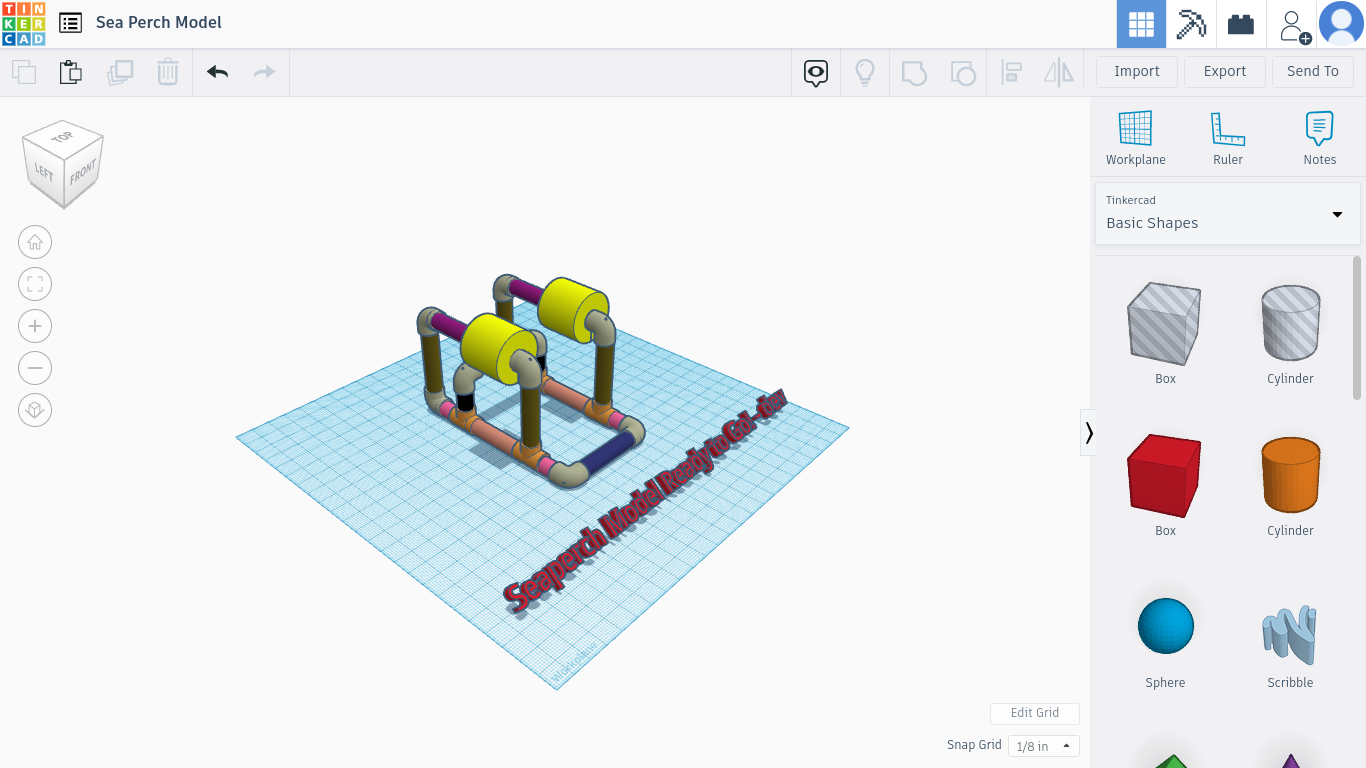 TIN
KER
CAD
Sea Perch Model
Import
Export
Send To
TOP
LEFT
FRONT
Workplane
Ruler
Notes
Tinkercad
Basic Shapes
Box
Cylinder
Box
Cylinder
Sphere
Scribble
Seaperch Model Ready to Go!
Workplane
Edit Grid
Snap Grid
1/8 in